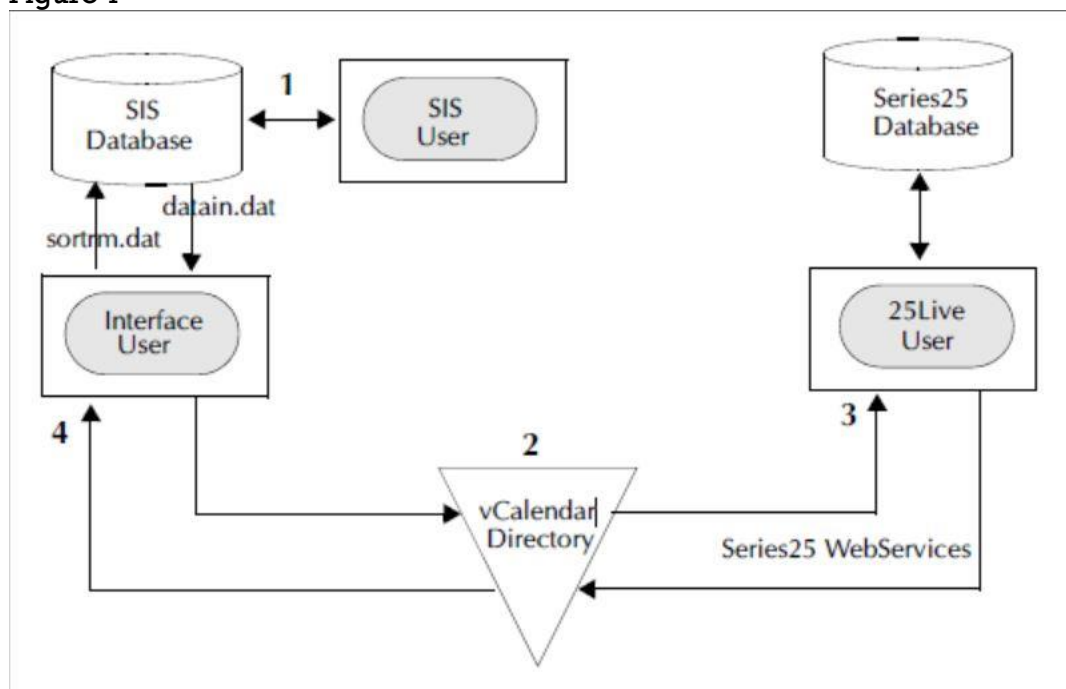 Figure 1
SIS
Database
1
SIS
User
Series25
Database
datain.dat
sortrm.dat
Interface
User
25Live
User
4
2
3
vCalendar
Directory
Series25 WebServices